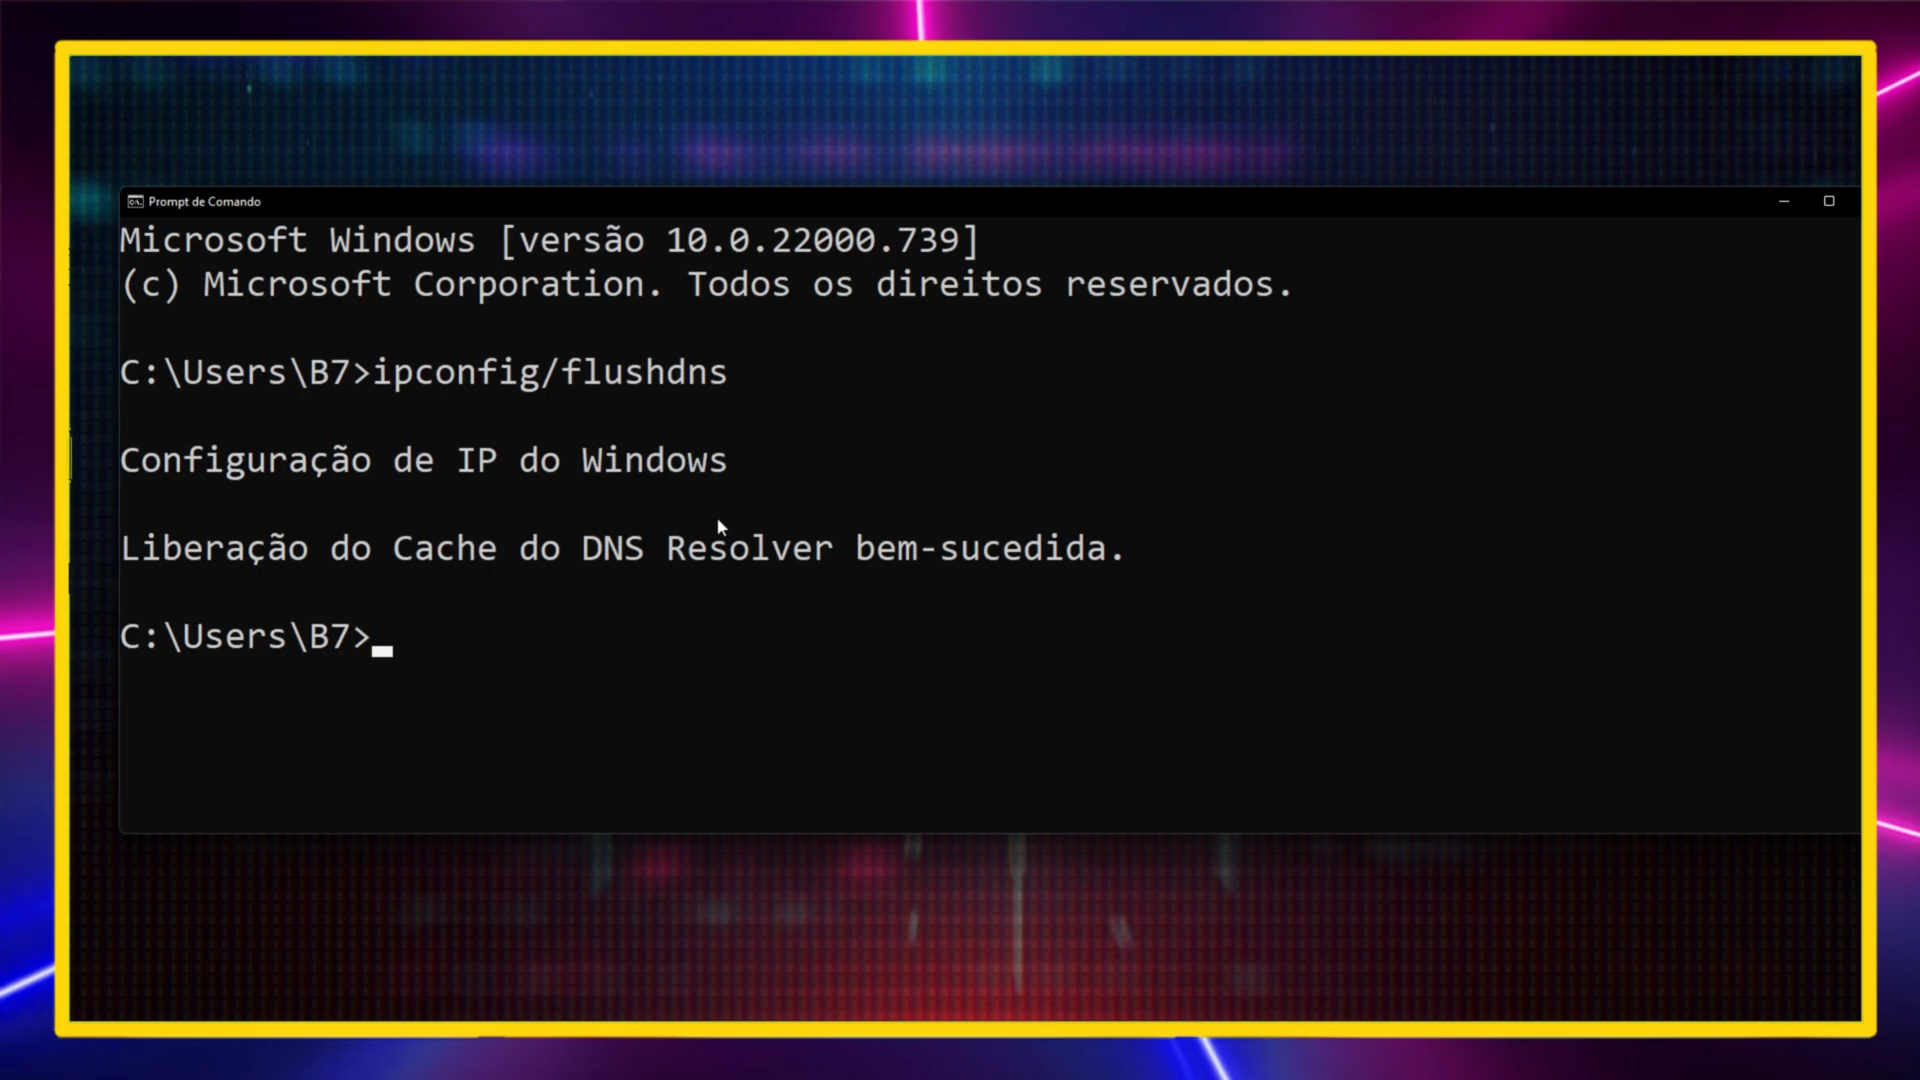 Prompt de Comando
Microsoft Windows [versão 10.0.22000.739]
(c) Microsoft Corporation. Todos os direitos reservados.
C:\Users\B7>ipconfig/flushdns
Configuração de IP do Windows
Liberação do Cache do DNS Resolver bem-sucedida.
C:\Users\B7>